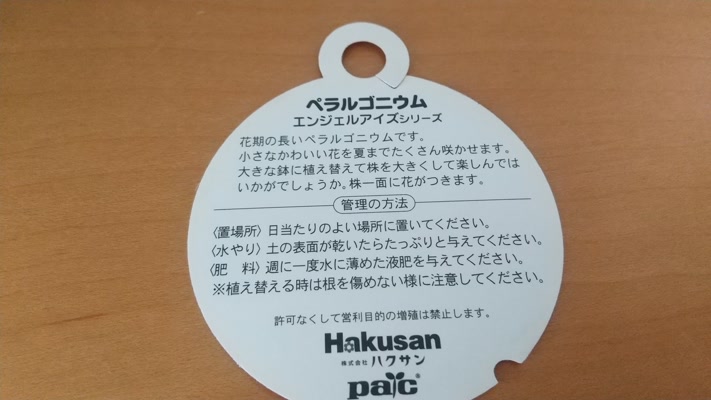 ペラルゴニウム
エンジェルアイズシリーズ
花期の長いペラルゴニウムです。
小さなかわいい花を夏までたくさん咲かせます。
大きな鉢に植え替えて株を大きくして楽しんでは
いかがでしょうか。株一面に花がつきます。
管理の方法
〈置場所〉日当たりのよい場所に置いてください。
〈水やり〉土の表面が乾いたらたっぷりと与えてください。
〈肥　料〉週に一度水に薄めた液肥を与えてください。
※植え替える時は根を傷めない様に注意してください。
許可なくして営利目的の増殖は禁止します。
Hakusan
株式会社 ハクサン
paic®